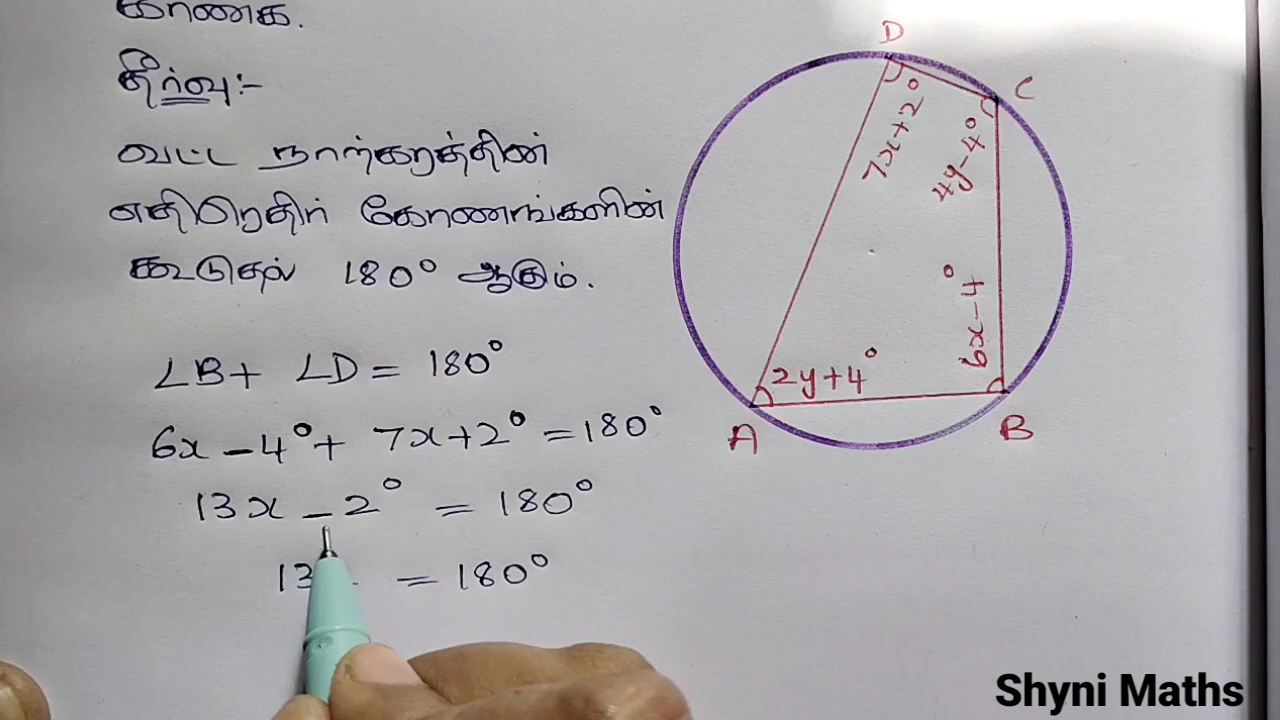 காண்க.
தீர்வு:-
வட்ட நாற்கரத்தின்
எதிரெதிர் கோணங்களின்
கூடுதல் 180° ஆகும்.
∠B + ∠D = 180°
6x - 4° + 7x + 2° = 180°
13x - 2° = 180°
= 180°
D
C
7x+2°
4y-4°
6x-4°
2y+4°
A
B
Shyni Maths